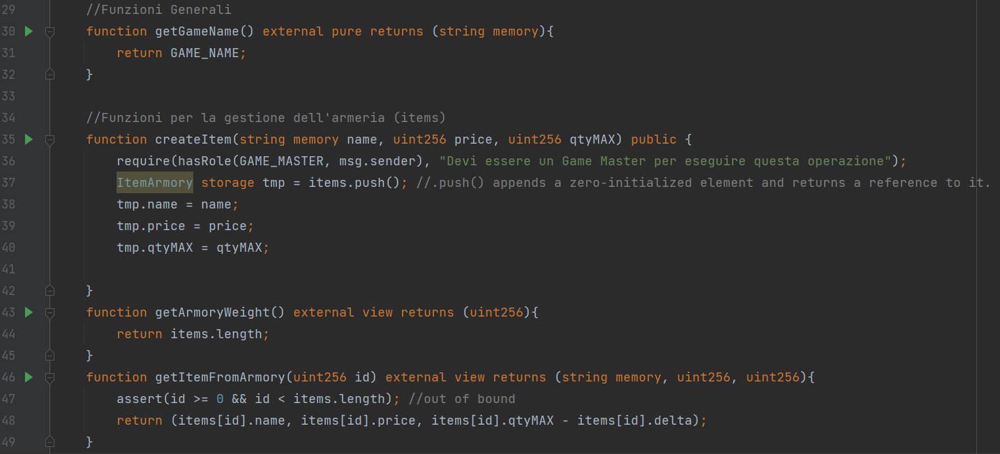 29 //Funzioni Generali
30 function getGameName() external pure returns (string memory){
31 return GAME_NAME;
32 }
33
34 //Funzioni per la gestione dell'armeria (items)
35 function createItem(string memory name, uint256 price, uint256 qtyMAX) public {
36 require(hasRole(GAME_MASTER, msg.sender), "Devi essere un Game Master per eseguire questa operazione");
37 ItemArmory storage tmp = items.push(); //.push() appends a zero-initialized element and returns a reference to it.
38 tmp.name = name;
39 tmp.price = price;
40 tmp.qtyMAX = qtyMAX;
41
42 }
43 function getArmoryWeight() external view returns (uint256){
44 return items.length;
45 }
46 function getItemFromArmory(uint256 id) external view returns (string memory, uint256, uint256){
47 assert(id >= 0 && id < items.length); //out of bound
48 return (items[id].name, items[id].price, items[id].qtyMAX - items[id].delta);
49 }